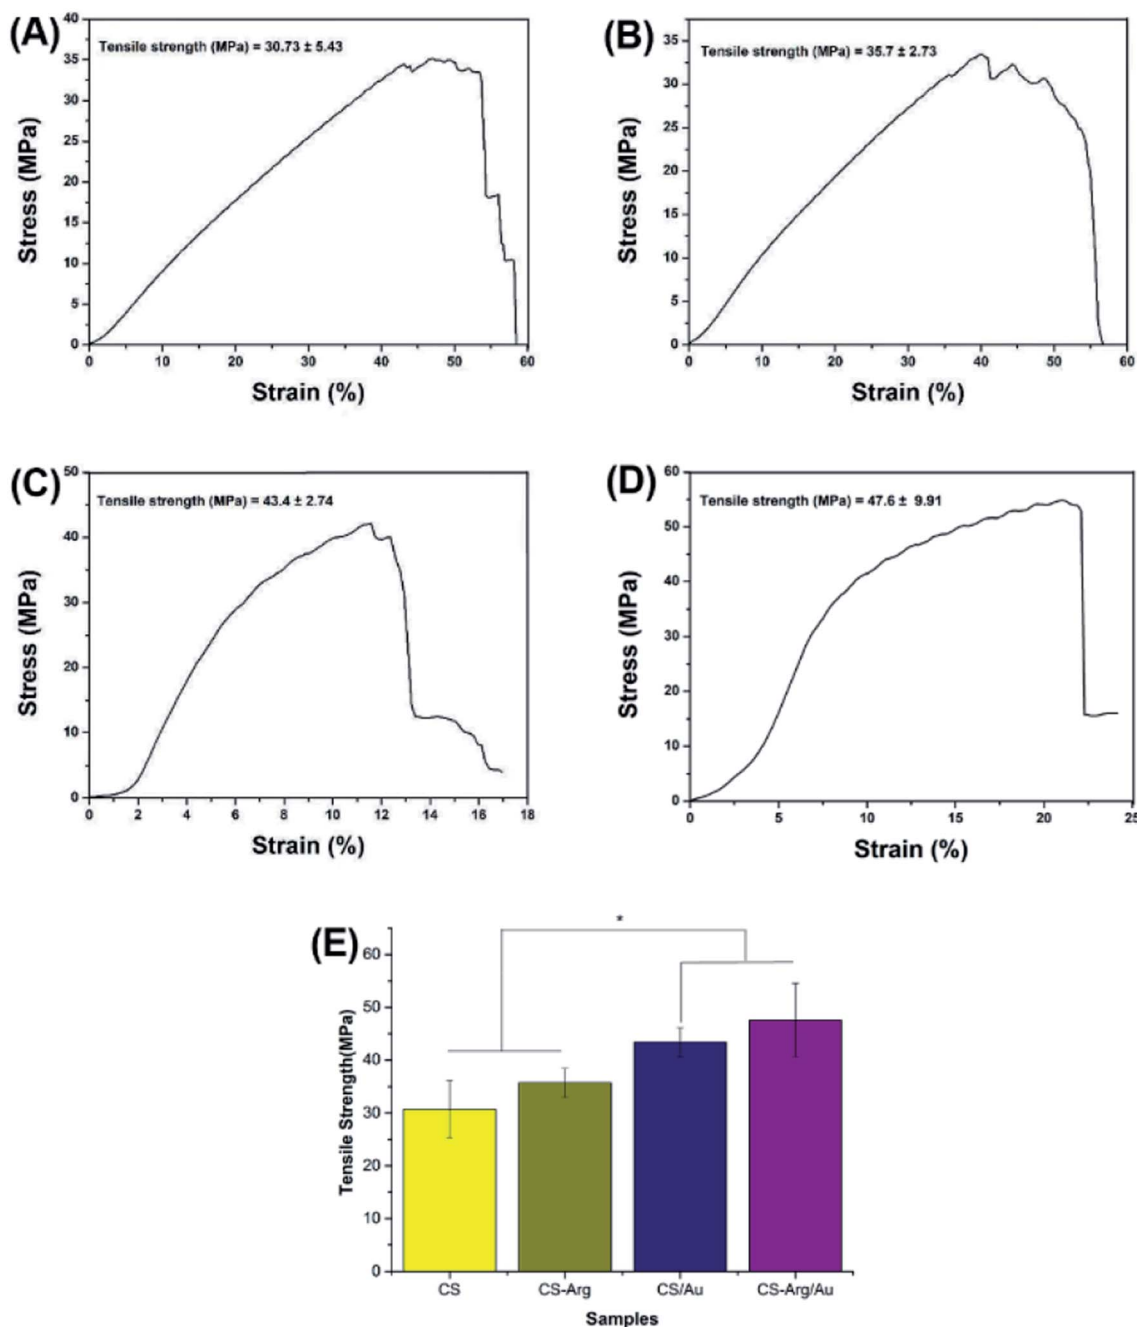 (A)
Tensile strength (MPa) = 30.73 ± 5.43
40
35
30
25
20
15
10
5
0
Stress (MPa)
0 10 20 30 40 50 60
Strain (%)
(B)
Tensile strength (MPa) = 35.7 ± 2.73
35
30
25
20
15
10
5
0
Stress (MPa)
0 10 20 30 40 50 60
Strain (%)
(C)
Tensile strength (MPa) = 43.4 ± 2.74
50
40
30
20
10
0
Stress (MPa)
0 2 4 6 8 10 12 14 16 18
Strain (%)
(D)
Tensile strength (MPa) = 47.6 ± 9.91
60
50
40
30
20
10
0
Stress (MPa)
0 5 10 15 20 25
Strain (%)
(E)
*
60
50
40
30
20
10
0
Tensile Strength(MPa)
CS CS-Arg CS/Au CS-Arg/Au
Samples